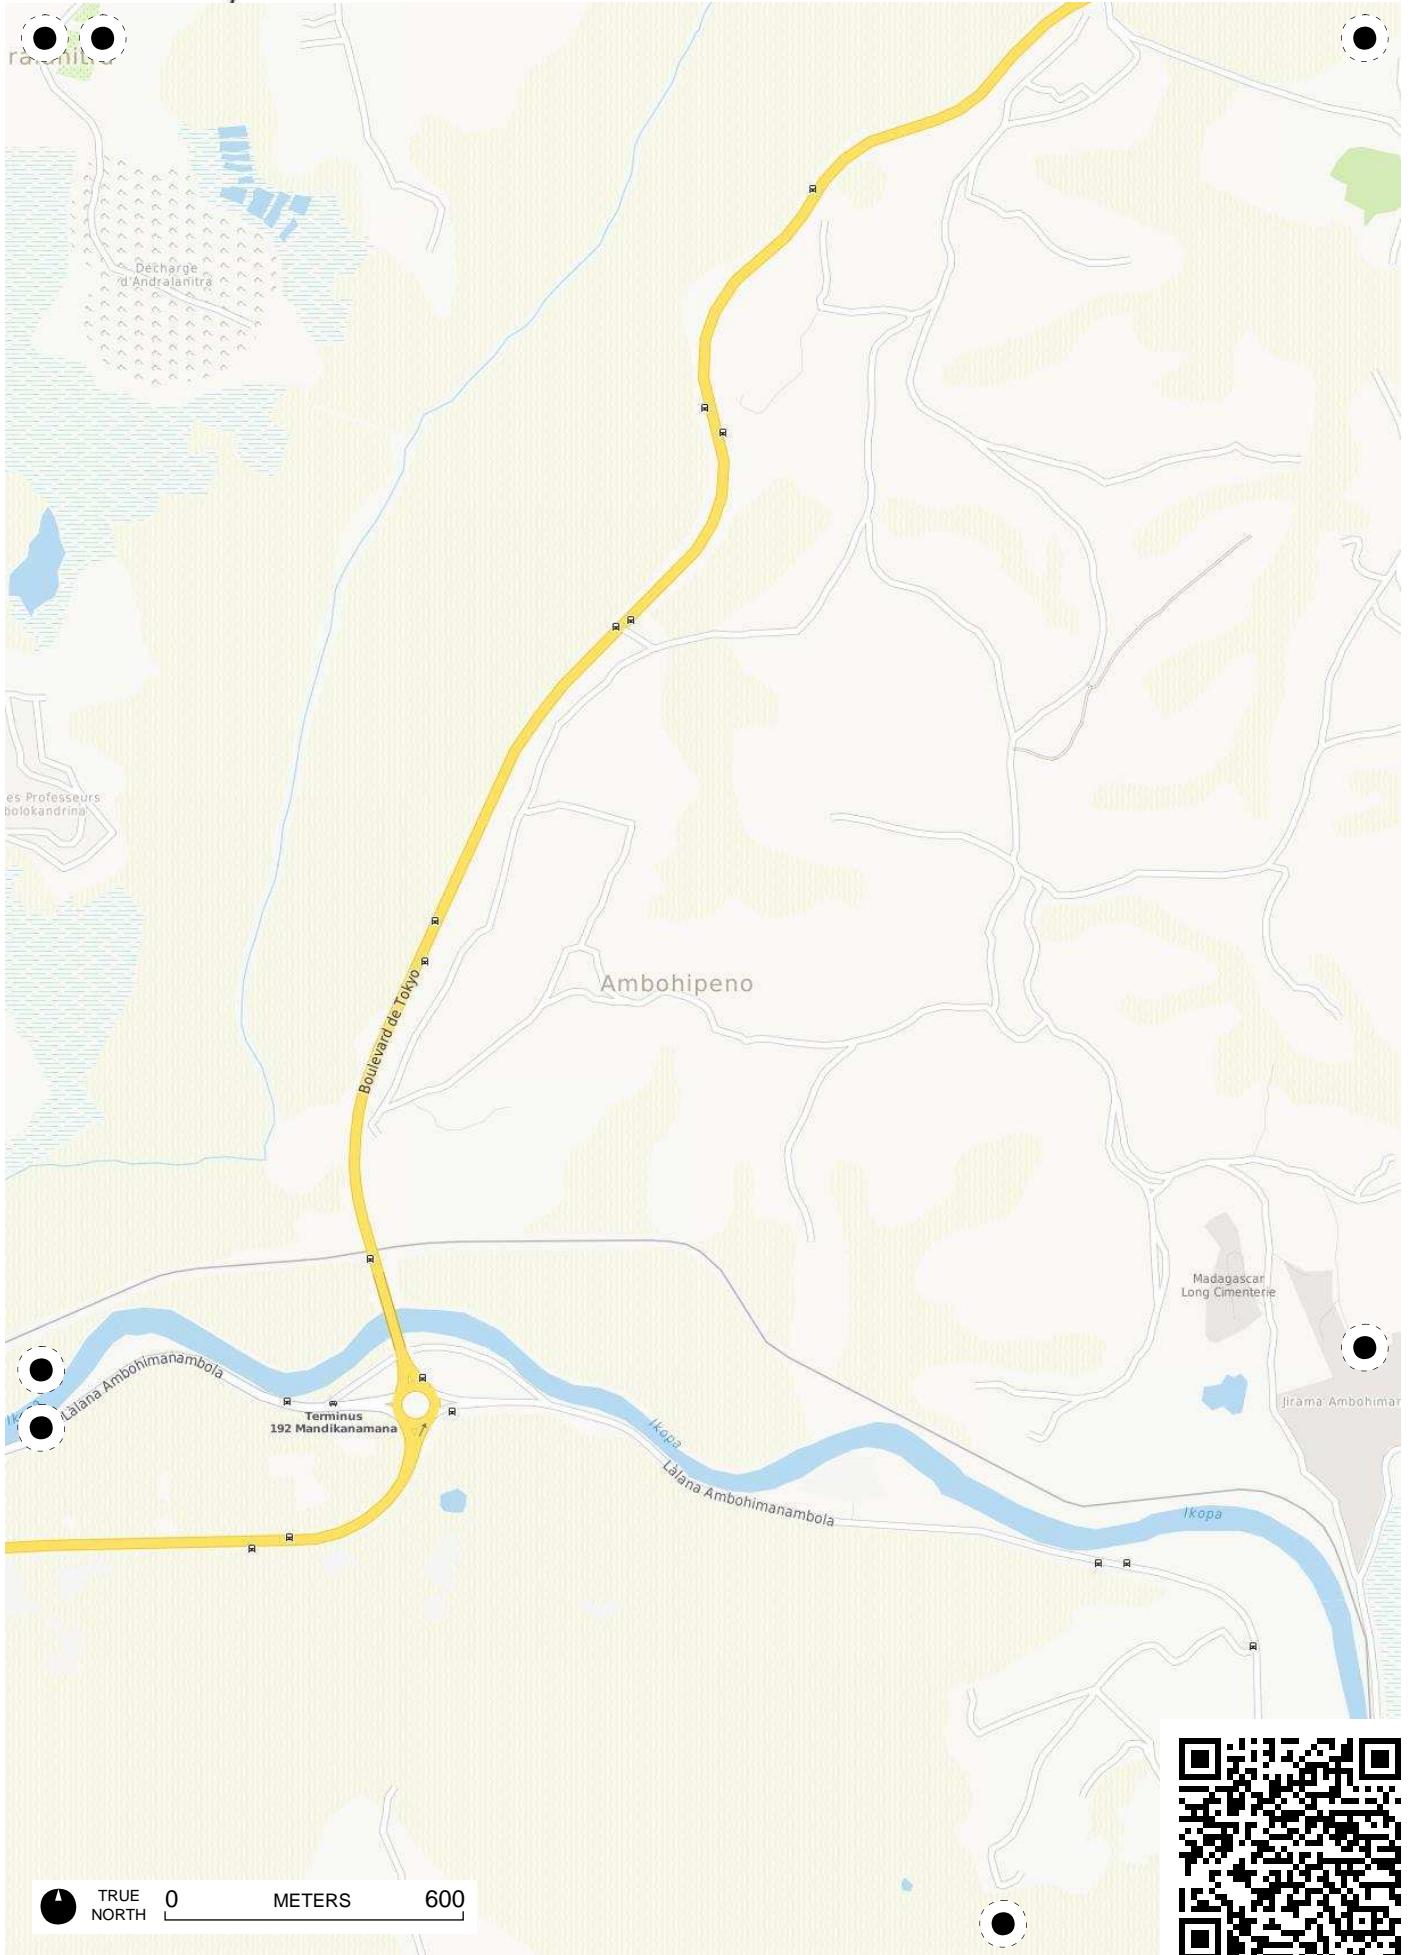 Décharge
d'Andralanitra
es Professeurs
bolokandrina
Ambohipeno
Boulevard de Tokyo
Madagascar
Long Cimenterie
Làlana Ambohimanambola
Jirama Ambohimar
Terminus
192 Mandikanamana
Ikopa
Làlana Ambohimanambola
Ikopa
TRUE
NORTH
0 METERS 600